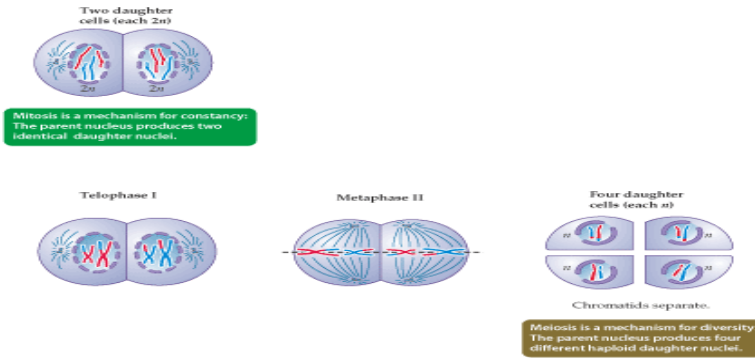 Two daughter
cells (each 2n)
2n 2n
Mitosis is a mechanism for constancy:
The parent nucleus produces two
identical daughter nuclei.
Telophase I
Metaphase II
Four daughter
cells (each n)
n n
n n
Chromatids separate.
Meiosis is a mechanism for diversity
The parent nucleus produces four
different haploid daughter nuclei.